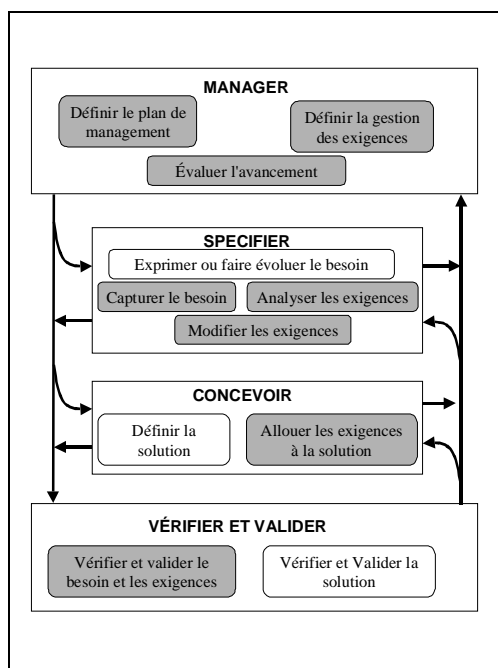 MANAGER
Définir le plan de
management
Définir la gestion
des exigences
Évaluer l'avancement
SPECIFIER
Exprimer ou faire évoluer le besoin
Capturer le besoin
Analyser les exigences
Modifier les exigences
CONCEVOIR
Définir la
solution
Allouer les exigences
à la solution
VÉRIFIER ET VALIDER
Vérifier et valider le
besoin et les exigences
Vérifier et Valider la
solution